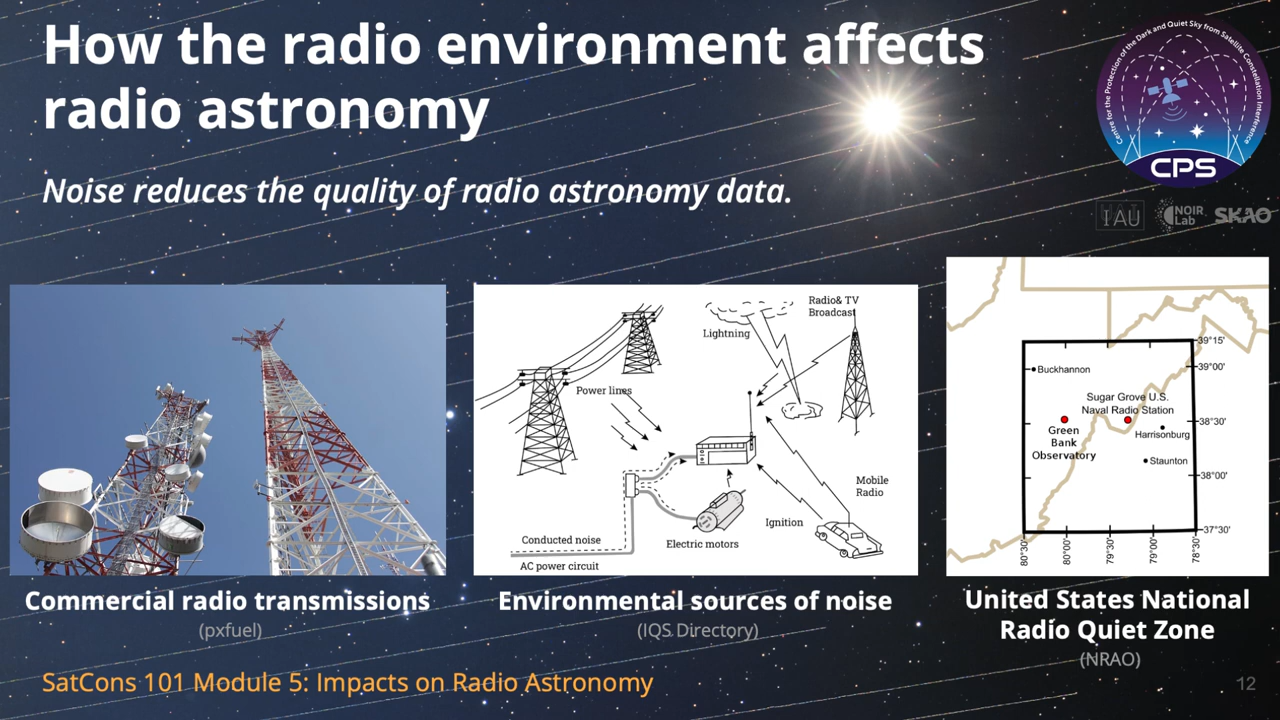 How the radio environment affects
radio astronomy
Noise reduces the quality of radio astronomy data.
Centre for the Protection of the Dark and Quiet Sky from Satellite Constellation Interference
CPS
IAU
NOIR
Lab
SKAO
Radio& TV
Broadcast
Lightning
Power lines
Mobile
Radio
Ignition
Electric motors
Conducted noise
AC power circuit
39°15'
39°00'
Buckhannon
Sugar Grove U.S.
Naval Radio Station
38°30'
Green
Bank
Observatory
Harrisonburg
Staunton
38°00'
37°30'
80°30'
80°00'
79°30'
79°00'
78°30'
Commercial radio transmissions
(pxfuel)
Environmental sources of noise
(IQS Directory)
United States National
Radio Quiet Zone
(NRAO)
SatCons 101 Module 5: Impacts on Radio Astronomy
12